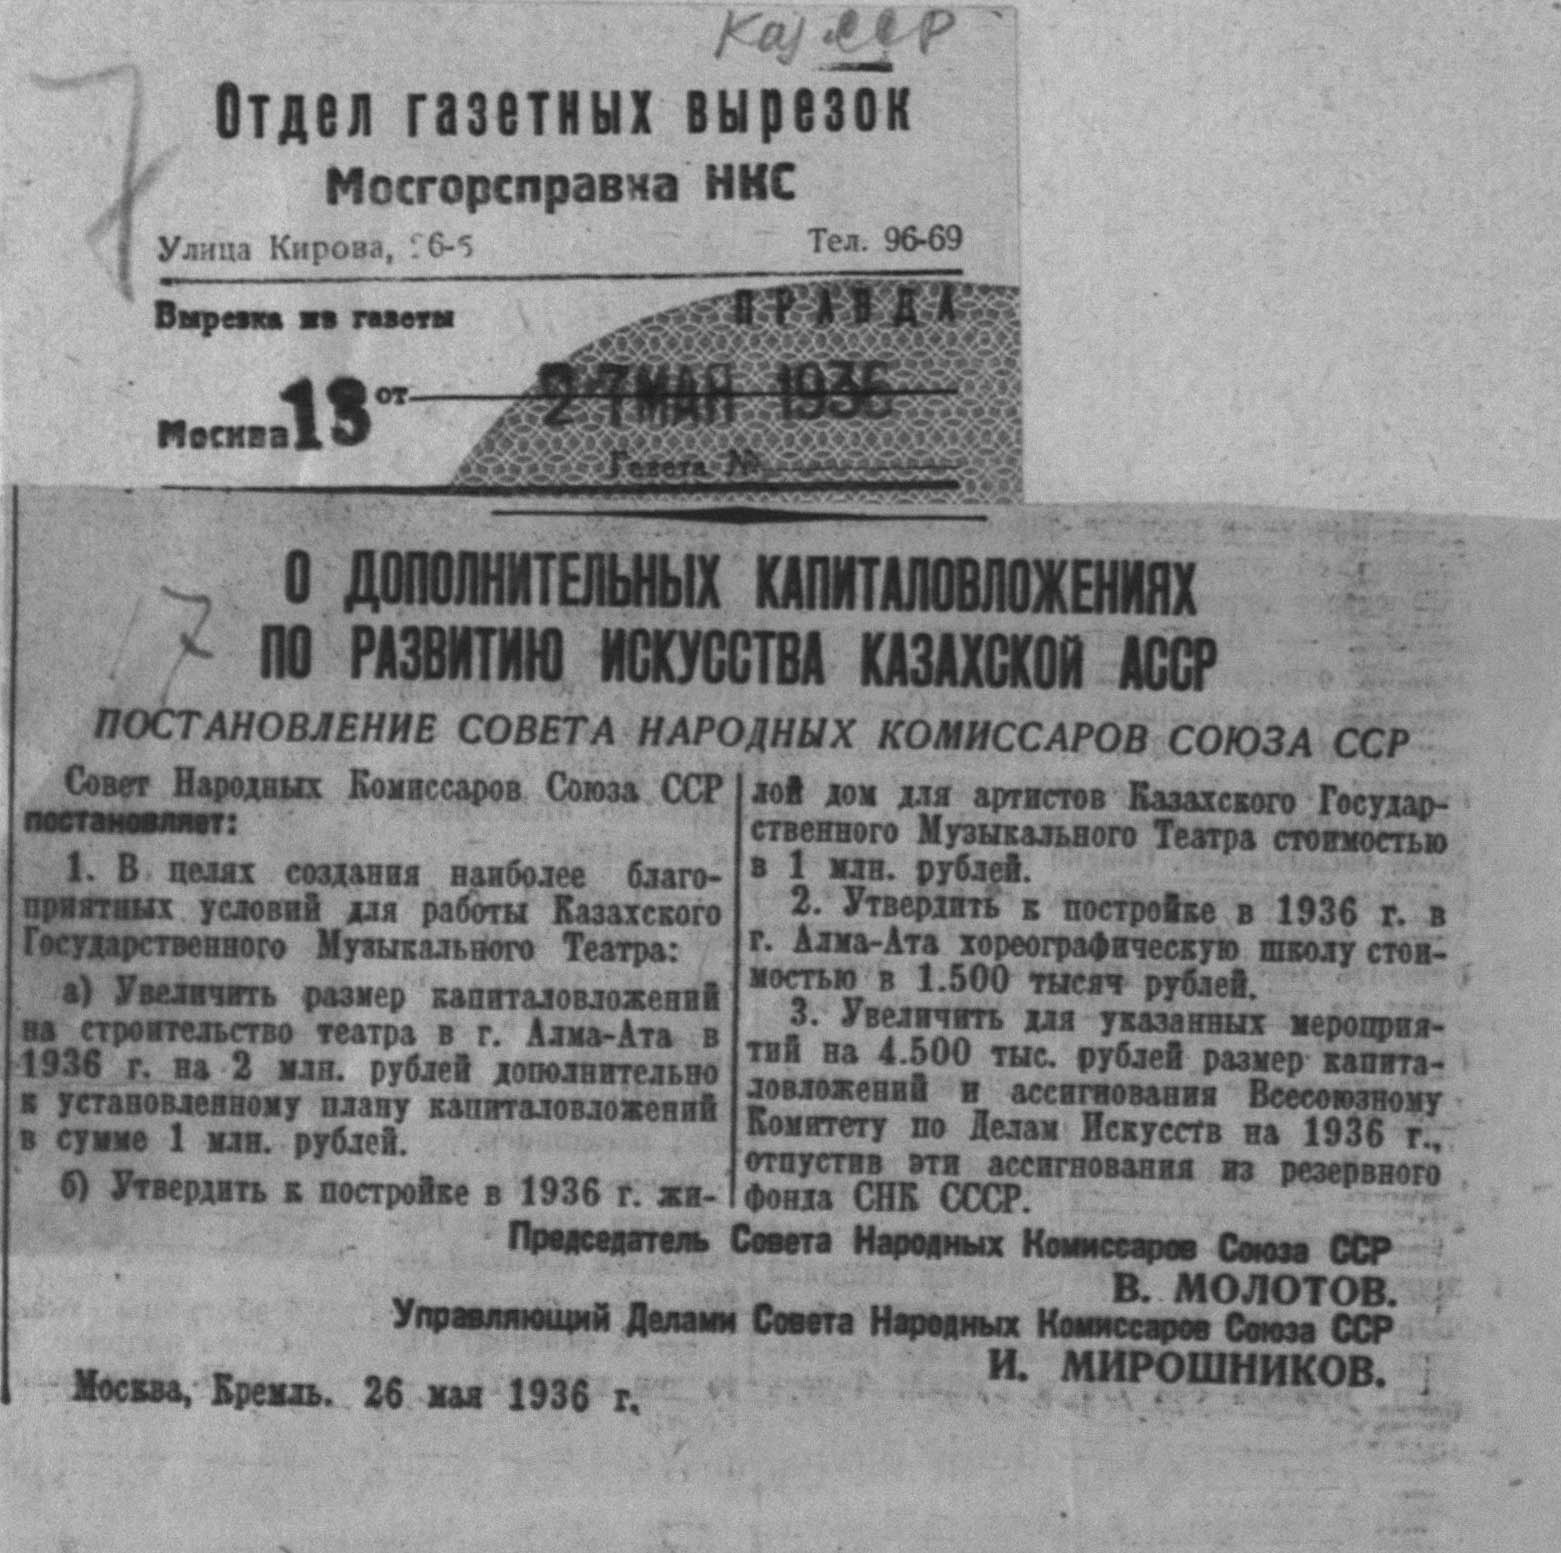 Каз ССР
7
Отдел газетных вырезок
Мосгорсправка НКС
Улица Кирова, 26-5
Тел. 96-69
Вырезка из газеты
ПРАВДА
Москва 13 от 27 МАЯ 1936
Газета №
О ДОПОЛНИТЕЛЬНЫХ КАПИТАЛОВЛОЖЕНИЯХ
ПО РАЗВИТИЮ ИСКУССТВА КАЗАХСКОЙ АССР
17
ПОСТАНОВЛЕНИЕ СОВЕТА НАРОДНЫХ КОМИССАРОВ СОЮЗА ССР
Совет Народных Комиссаров Союза ССР
постановляет:
1. В целях создания наиболее благо-
приятных условий для работы Казахского
Государственного Музыкального Театра:
а) Увеличить размер капиталовложений
на строительство театра в г. Алма-Ата в
1936 г. на 2 млн. рублей дополнительно
к установленному плану капиталовложений
в сумме 1 млн. рублей.
б) Утвердить к постройке в 1936 г. жи-
лой дом для артистов Казахского Государ-
ственного Музыкального Театра стоимостью
в 1 млн. рублей.
2. Утвердить к постройке в 1936 г. в
г. Алма-Ата хореографическую школу стои-
мостью в 1.500 тысяч рублей.
3. Увеличить для указанных мероприя-
тий на 4.500 тыс. рублей размер капита-
ловложений и ассигнования Всесоюзному
Комитету по Делам Искусств на 1936 г.,
отпустив эти ассигнования из резервного
фонда СНК СССР.
Председатель Совета Народных Комиссаров Союза ССР
В. МОЛОТОВ.
Управляющий Делами Совета Народных Комиссаров Союза ССР
И. МИРОШНИКОВ.
Москва, Кремль. 26 мая 1936 г.